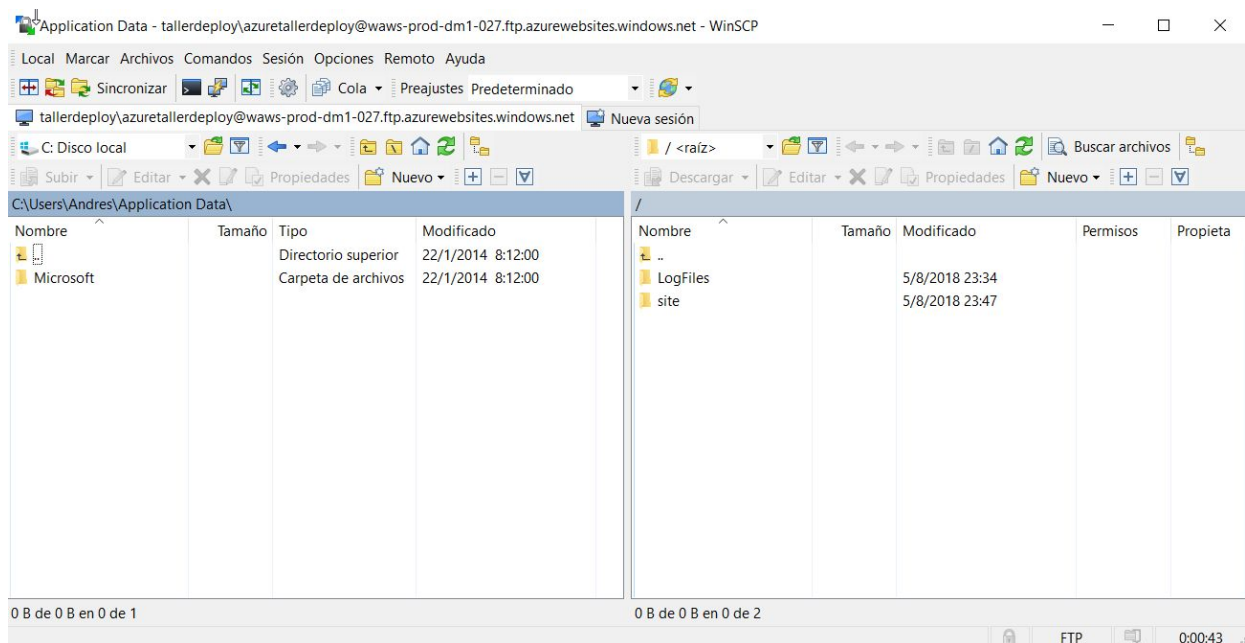 Application Data - tallerdeploy\azuretallerdeploy@waws-prod-dm1-027.ftp.azurewebsites.windows.net - WinSCP
Local Marcar Archivos Comandos Sesión Opciones Remoto Ayuda
Sincronizar Cola Preajustes Predeterminado
tallerdeploy\azuretallerdeploy@waws-prod-dm1-027.ftp.azurewebsites.windows.net Nueva sesión
C: Disco local / <raíz> Buscar archivos
Subir Editar Propiedades Nuevo Descargar Editar Propiedades Nuevo
C:\Users\Andres\Application Data\ /
Nombre Tamaño Tipo Modificado Nombre Tamaño Modificado Permisos Propieta
.. Directorio superior 22/1/2014 8:12:00 ..
Microsoft Carpeta de archivos 22/1/2014 8:12:00 LogFiles 5/8/2018 23:34
site 5/8/2018 23:47
0 B de 0 B en 0 de 1 0 B de 0 B en 0 de 2
FTP 0:00:43